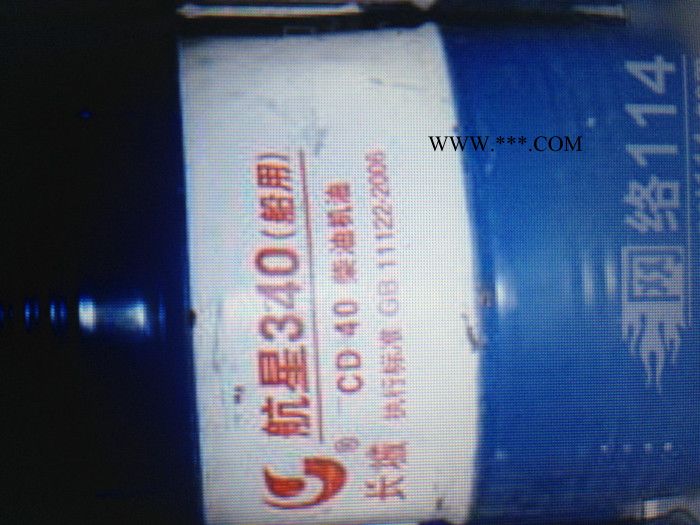 航星340(船用)
CD 40 柴油机油
执行标准 GB 11122-2006
长城
®
WWW.***.COM
网络114